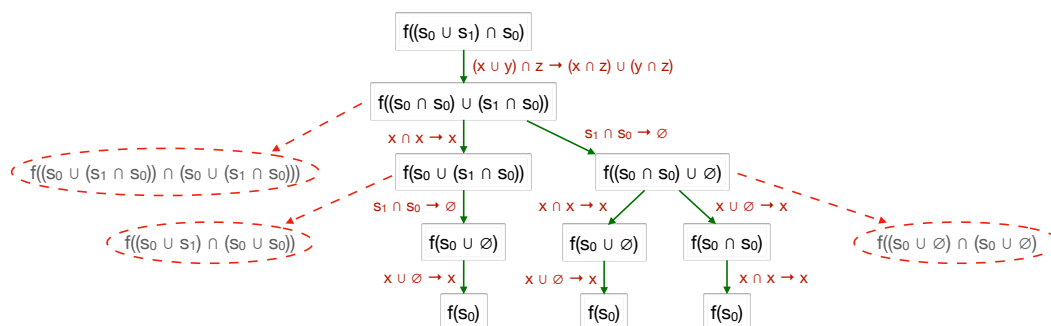 f((s₀ ∪ s₁) ∩ s₀)
(x ∪ y) ∩ z → (x ∩ z) ∪ (y ∩ z)
f((s₀ ∩ s₀) ∪ (s₁ ∩ s₀))
x ∩ x → x
s₁ ∩ s₀ → ∅
f((s₀ ∪ (s₁ ∩ s₀)) ∩ (s₀ ∪ (s₁ ∩ s₀)))
f(s₀ ∪ (s₁ ∩ s₀))
f((s₀ ∩ s₀) ∪ ∅)
s₁ ∩ s₀ → ∅
x ∩ x → x
x ∪ ∅ → x
f((s₀ ∪ s₁) ∩ (s₀ ∪ s₀))
f(s₀ ∪ ∅)
f(s₀ ∪ ∅)
f(s₀ ∩ s₀)
f((s₀ ∪ ∅) ∩ (s₀ ∪ ∅)
x ∪ ∅ → x
x ∪ ∅ → x
x ∩ x → x
f(s₀)
f(s₀)
f(s₀)